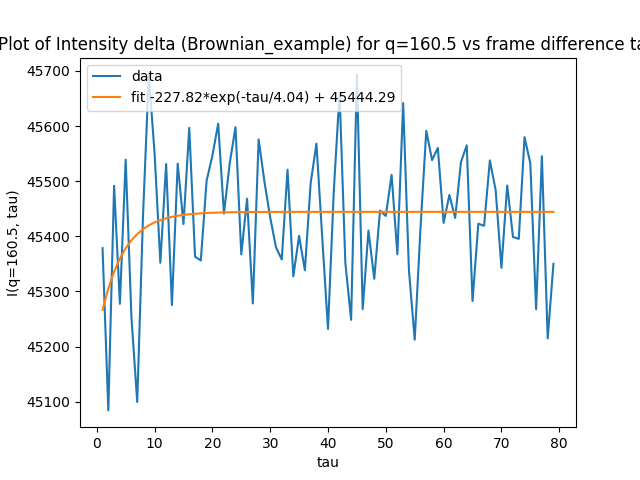 Plot of Intensity delta (Brownian_example) for q=160.5 vs frame difference ta
data
fit -227.82*exp(-tau/4.04) + 45444.29
45700
45600
45500
45400
45300
45200
45100
I(q=160.5, tau)
0 10 20 30 40 50 60 70 80
tau